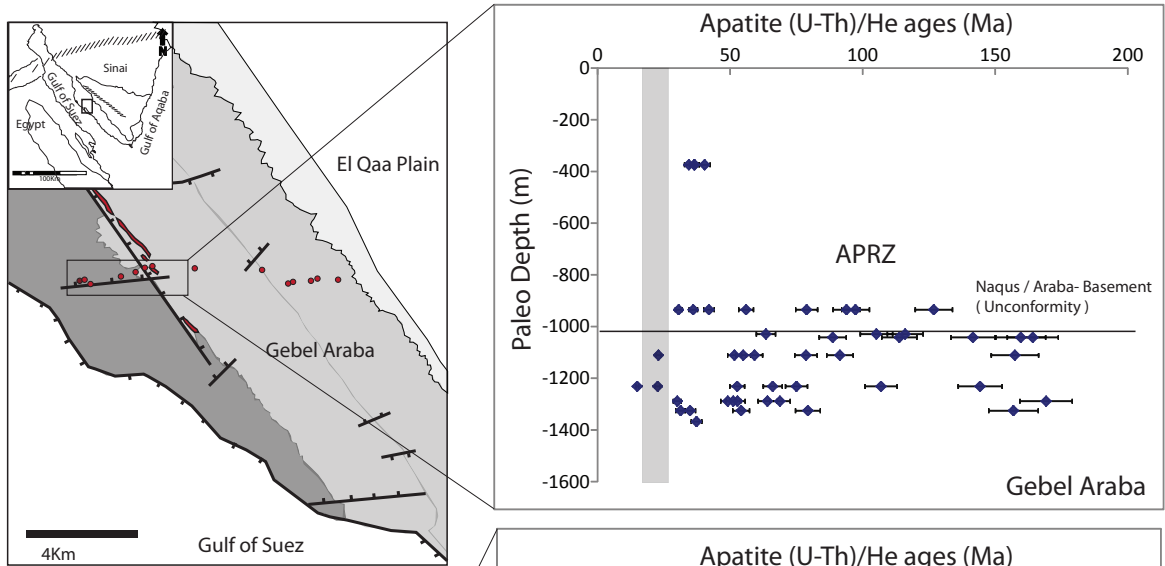 N
Sinai
Gulf of Suez
Gulf of Aqaba
Egypt
100Km
El Qaa Plain
Gebel Araba
4Km
Gulf of Suez
Apatite (U-Th)/He ages (Ma)
0 50 100 150 200
Paleo Depth (m)
0
-200
-400
-600
-800
-1000
-1200
-1400
-1600
APRZ
Naqus / Araba- Basement
( Unconformity )
Gebel Araba
Apatite (U-Th)/He ages (Ma)